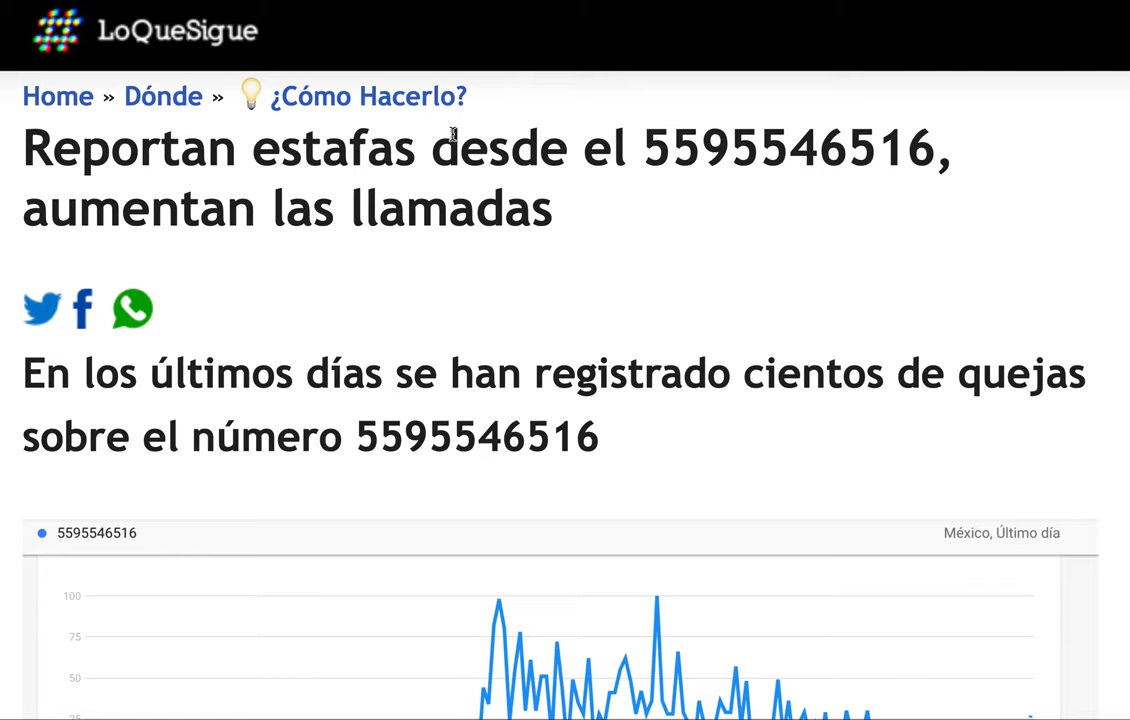 LoQueSigue
Home » Dónde » ¿Cómo Hacerlo?
Reportan estafas desde el 5595546516,
aumentan las llamadas
En los últimos días se han registrado cientos de quejas
sobre el número 5595546516
5595546516 México, Último día
100
75
50
25